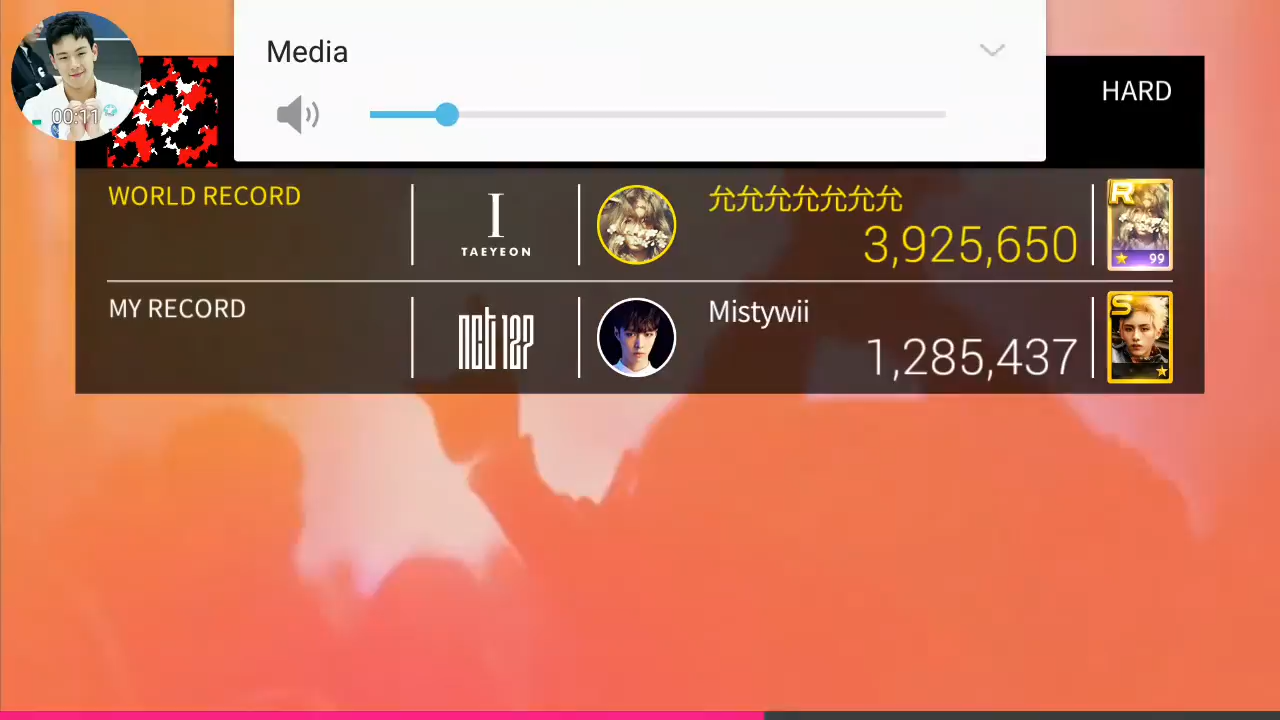 Media
00:11
HARD
WORLD RECORD
I
TAEYEON
允允允允允允允
3,925,650
R
99
MY RECORD
nct 127
Mistywii
1,285,437
S